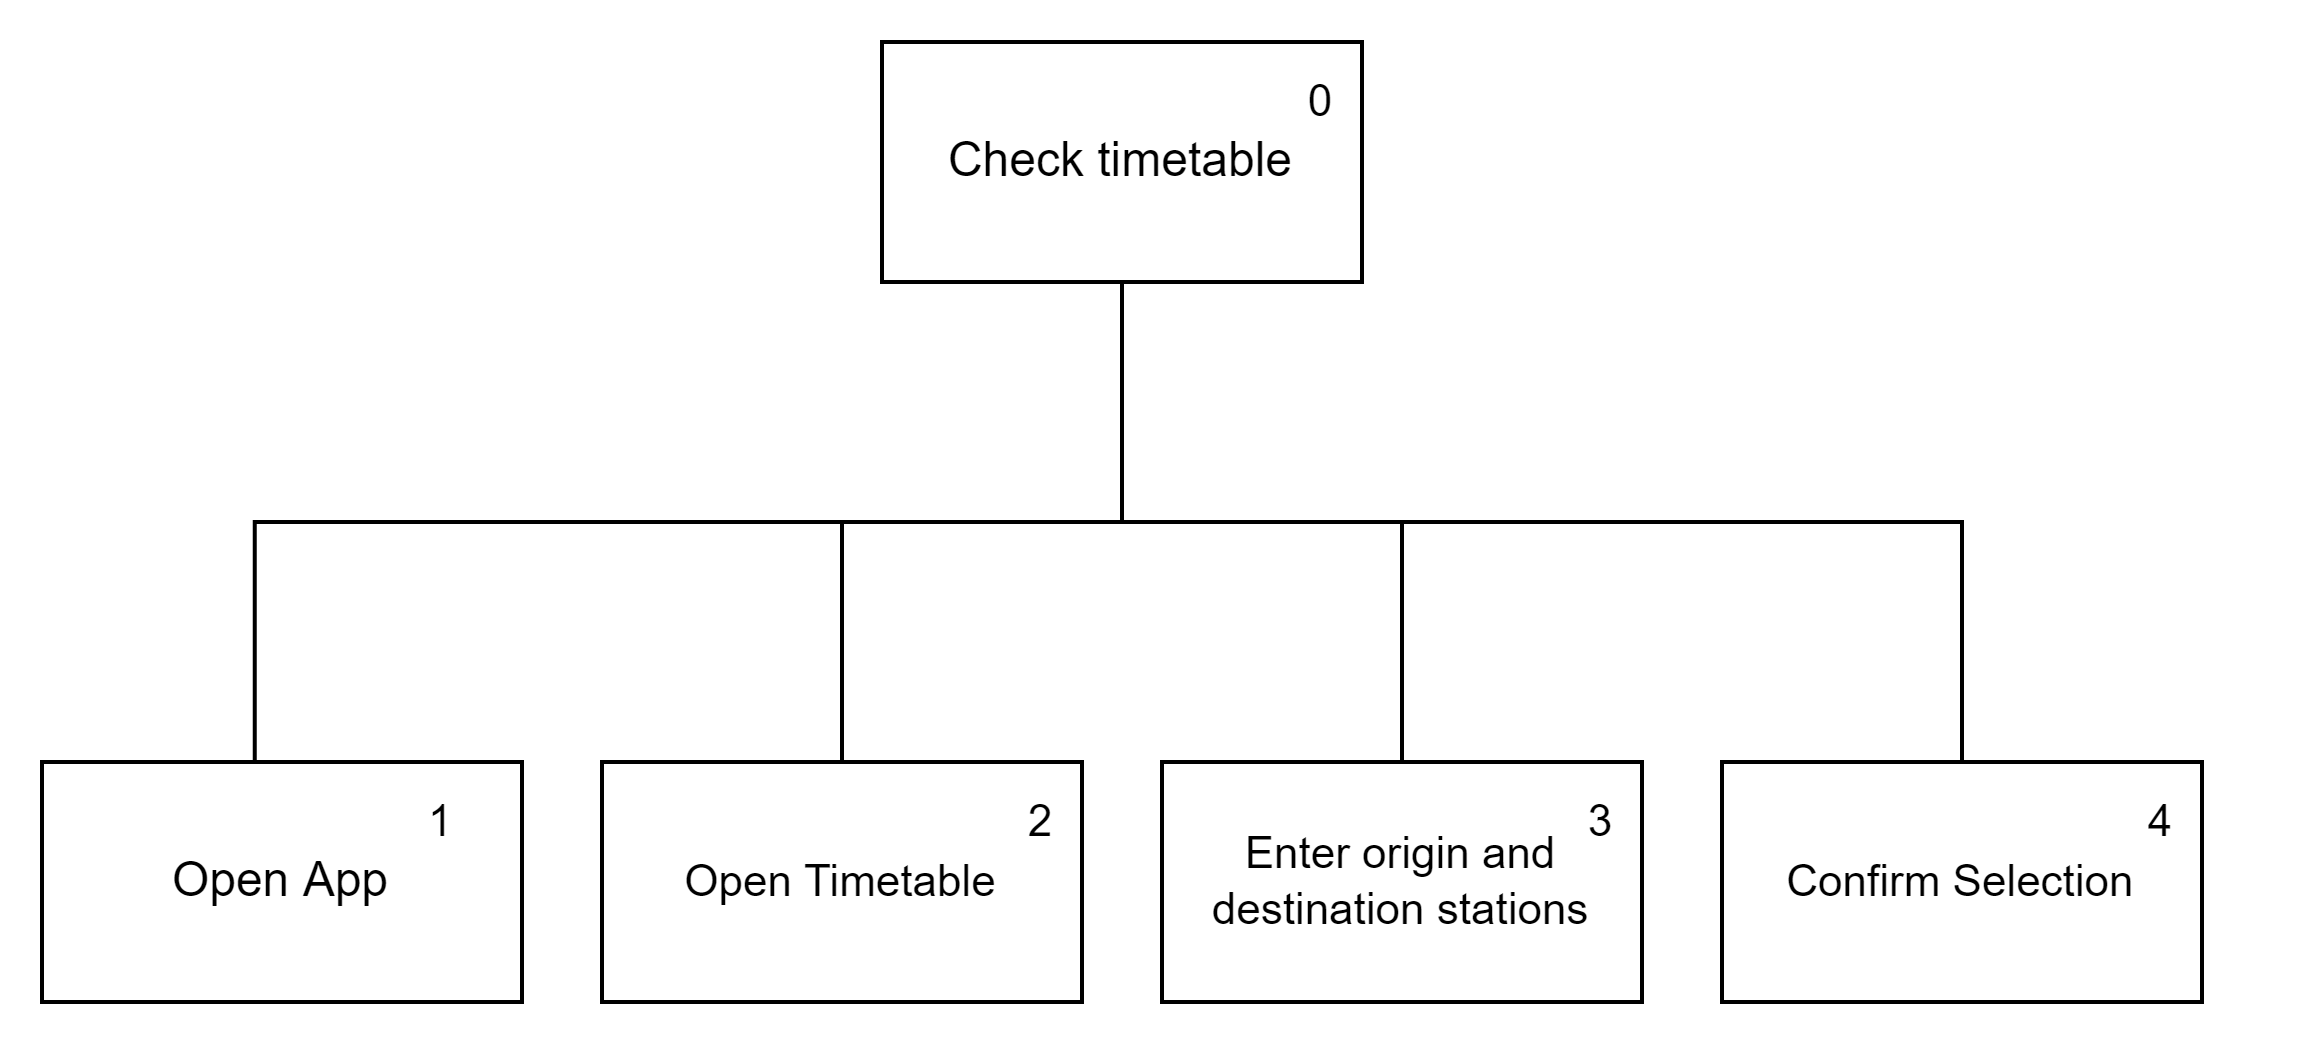 0
Check timetable
1
Open App
2
Open Timetable
3
Enter origin and
destination stations
4
Confirm Selection